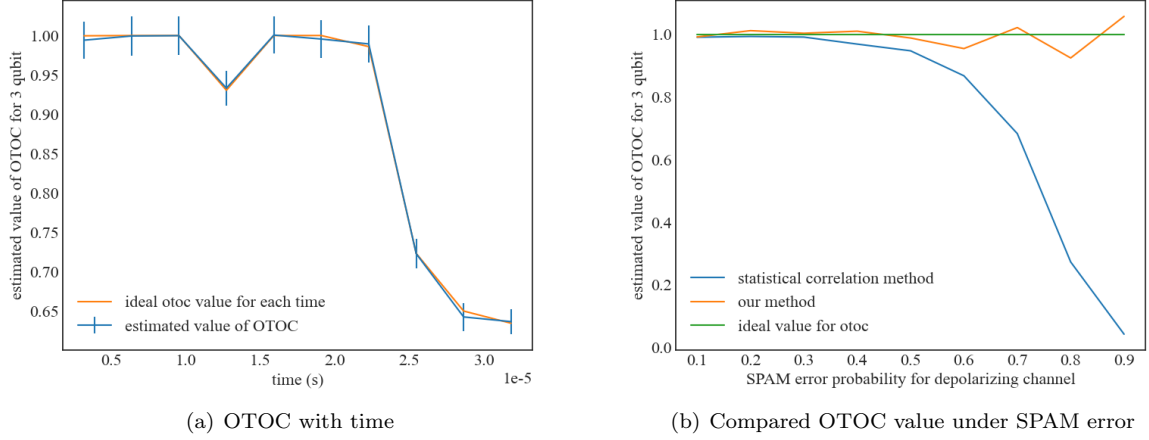 estimated value of OTOC for 3 qubit
1.00
0.95
0.90
0.85
0.80
0.75
0.70
0.65
ideal otoc value for each time
estimated value of OTOC
0.5 1.0 1.5 2.0 2.5 3.0
time (s)
1e-5
(a) OTOC with time
estimated value of OTOC for 3 qubit
1.0
0.8
0.6
0.4
0.2
0.0
statistical correlation method
our method
ideal value for otoc
0.1 0.2 0.3 0.4 0.5 0.6 0.7 0.8 0.9
SPAM error probability for depolarizing channel
(b) Compared OTOC value under SPAM error